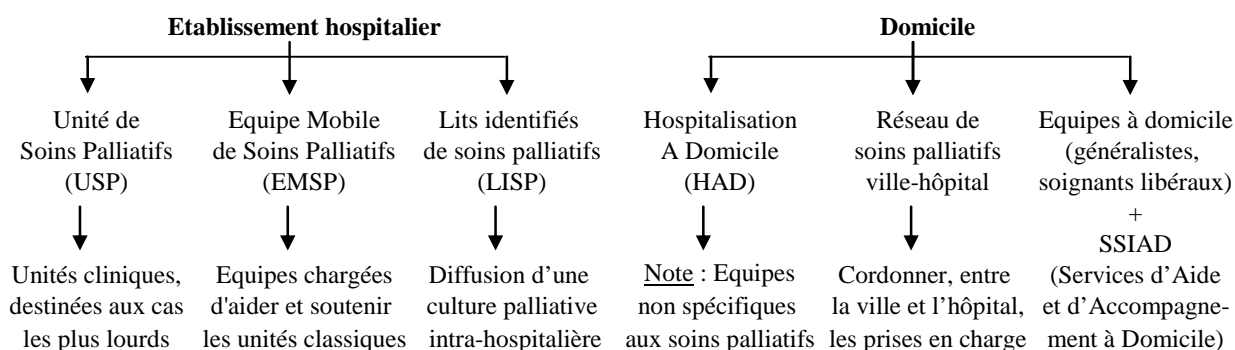 Etablissement hospitalier
Unité de
Soins Palliatifs
(USP)
Unités cliniques,
destinées aux cas
les plus lourds
Equipe Mobile
de Soins Palliatifs
(EMSP)
Equipes chargées
d'aider et soutenir
les unités classiques
Lits identifiés
de soins palliatifs
(LISP)
Diffusion d’une
culture palliative
intra-hospitalière
Domicile
Hospitalisation
A Domicile
(HAD)
Note : Equipes
non spécifiques
aux soins palliatifs
Réseau de
soins palliatifs
ville-hôpital
Cordonner, entre
la ville et l’hôpital,
les prises en charge
Equipes à domicile
(généralistes,
soignants libéraux)
+
SSIAD
(Services d’Aide
et d’Accompagne-
ment à Domicile)